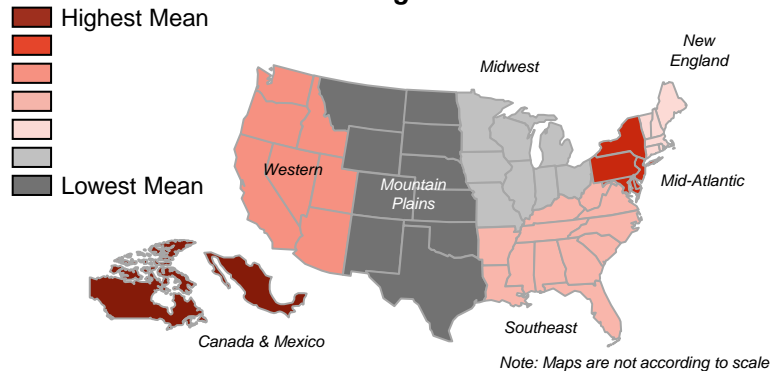 Highest Mean
New
England
Midwest
Western
Mountain
Plains
Lowest Mean
Mid-Atlantic
Southeast
Canada & Mexico
Note: Maps are not according to scale